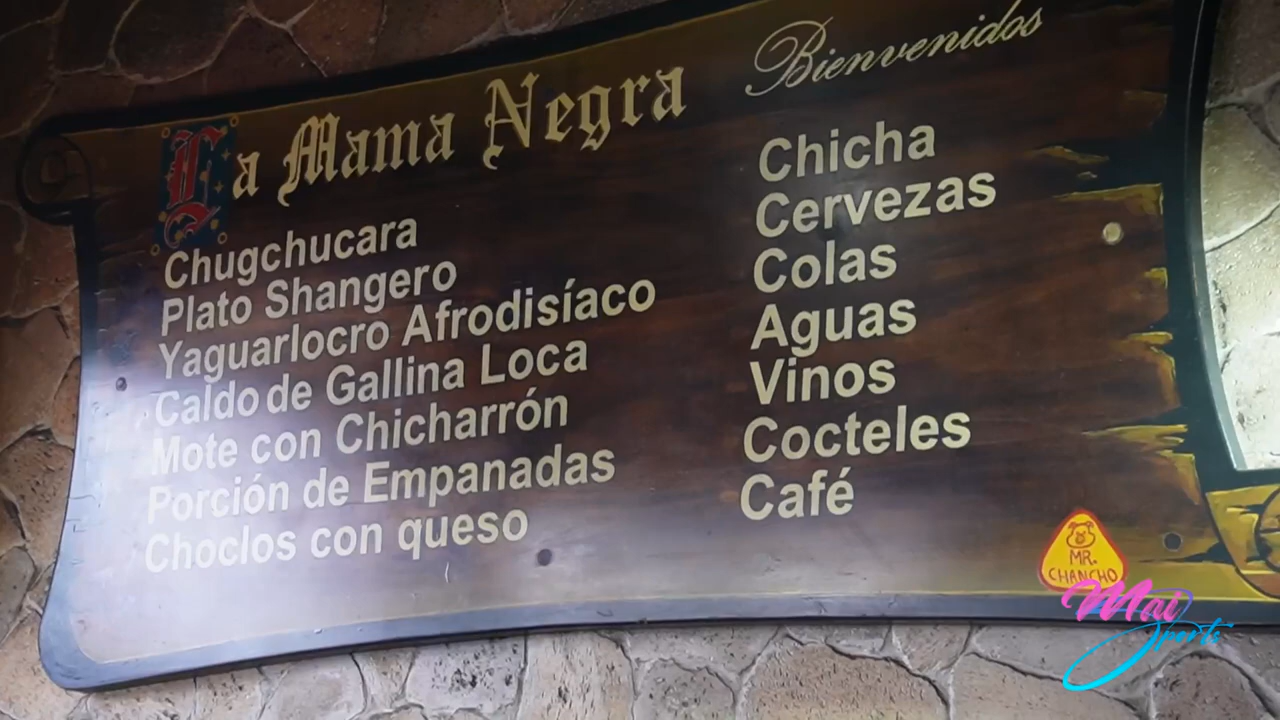 La Mama Negra
Bienvenidos
Chugchucara
Plato Shangero
Yaguarlocro Afrodisíaco
Caldo de Gallina Loca
Mote con Chicharrón
Porción de Empanadas
Choclos con queso
Chicha
Cervezas
Colas
Aguas
Vinos
Cocteles
Café
MR.
CHANCHO
Mai
Sports